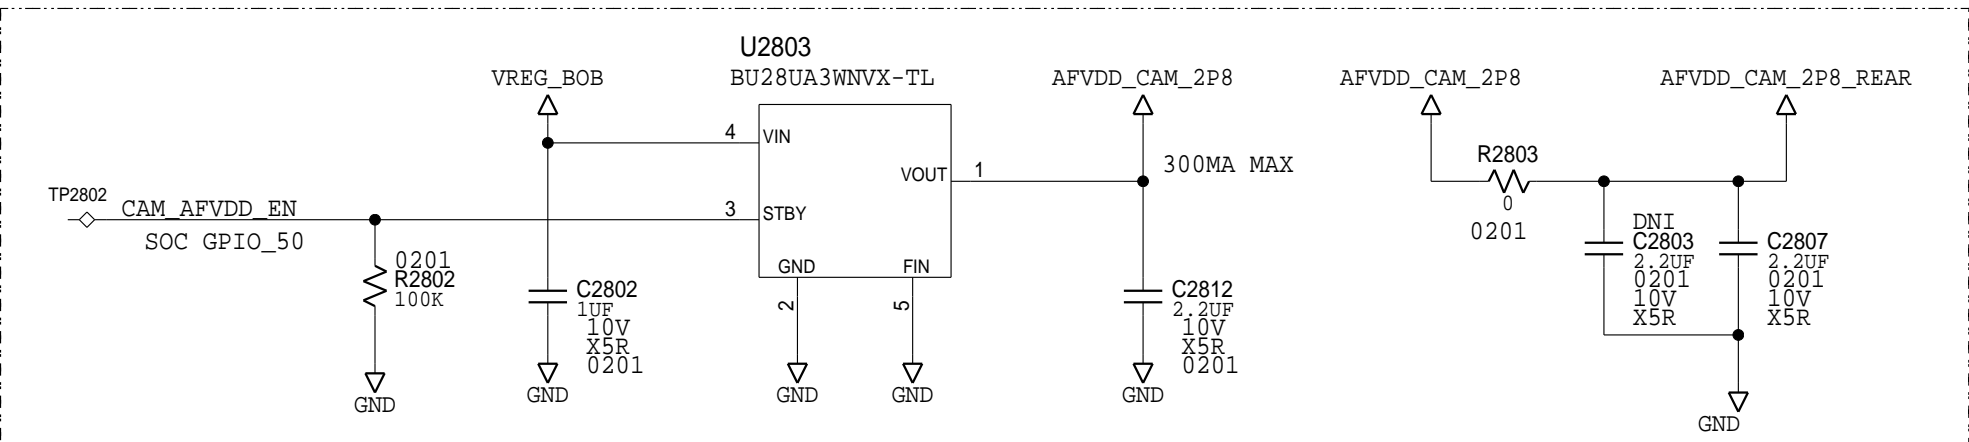 U2803
VREG_BOB
BU28UA3WNVX-TL
AFVDD_CAM_2P8
AFVDD_CAM_2P8
AFVDD_CAM_2P8_REAR
4
VIN
VOUT
1
300MA MAX
R2803
0
0201
TP2802
CAM_AFVDD_EN
SOC GPIO_50
3
STBY
0201
R2802
100K
GND
FIN
2
5
C2802
1UF
10V
X5R
0201
C2812
2.2UF
10V
X5R
0201
DNI
C2803
2.2UF
0201
10V
X5R
C2807
2.2UF
0201
10V
X5R
GND
GND
GND
GND
GND
GND